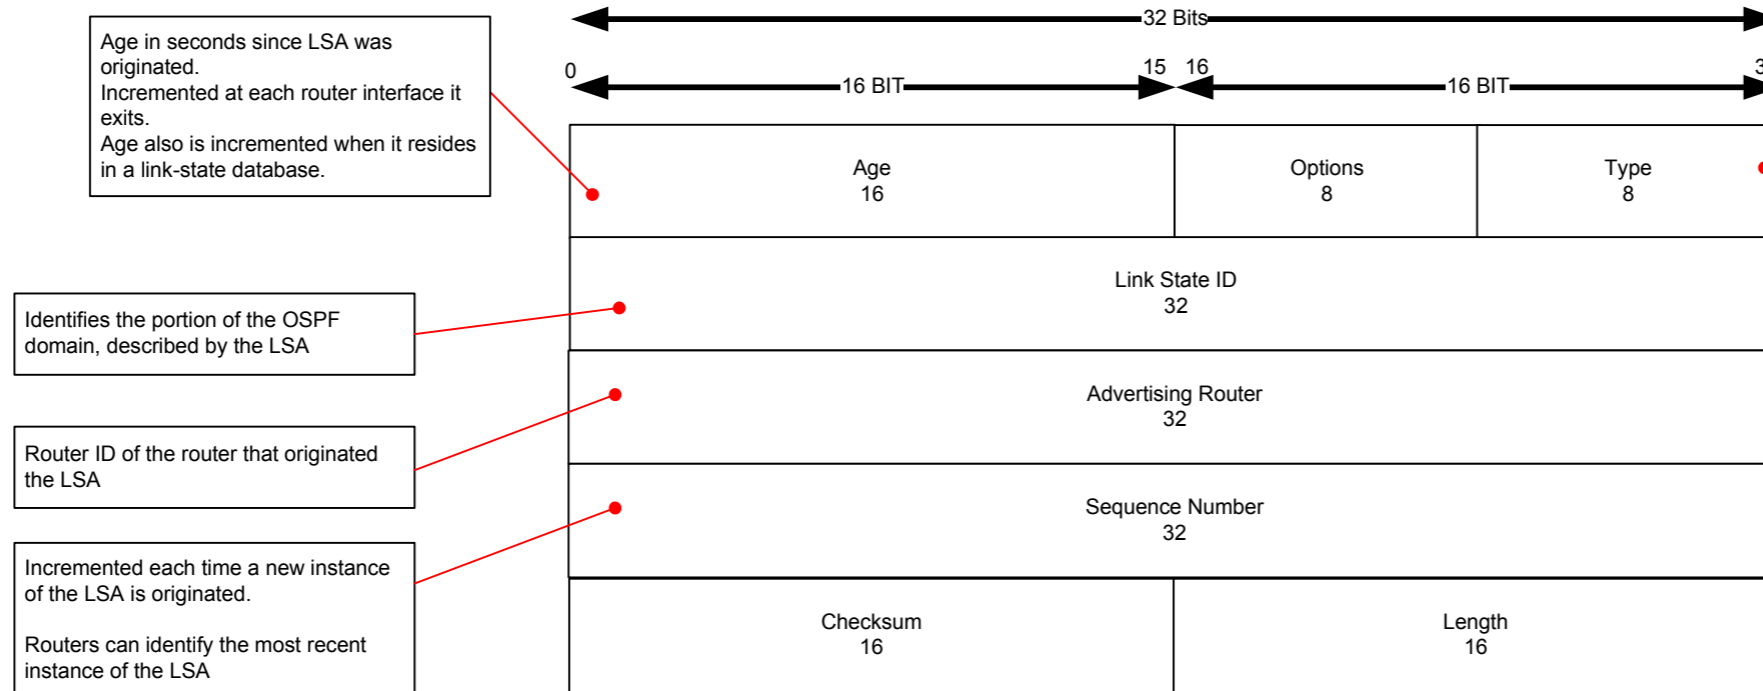 32 Bits
0
16 BIT
15
16
16 BIT
3
Age in seconds since LSA was
originated.
Incremented at each router interface it
exits.
Age also is incremented when it resides
in a link-state database.
Age
16
Options
8
Type
8
Identifies the portion of the OSPF
domain, described by the LSA
Link State ID
32
Router ID of the router that originated
the LSA
Advertising Router
32
Incremented each time a new instance
of the LSA is originated.
Routers can identify the most recent
instance of the LSA
Sequence Number
32
Checksum
16
Length
16